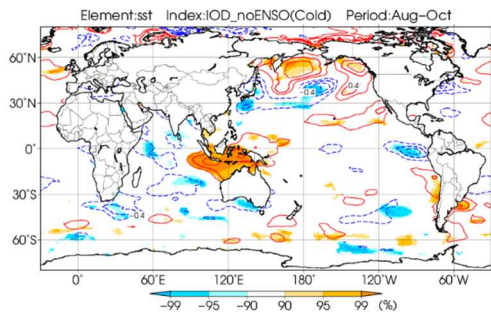 Element:sst Index:IOD_noENSO(Cold) Period:Aug-Oct
60°N
30°N
0°
30°S
60°S
0.4
0.4
-0.4
0° 60°E 120°E 180° 120°W 60°W
-99 -95 -90 90 95 99 (%)